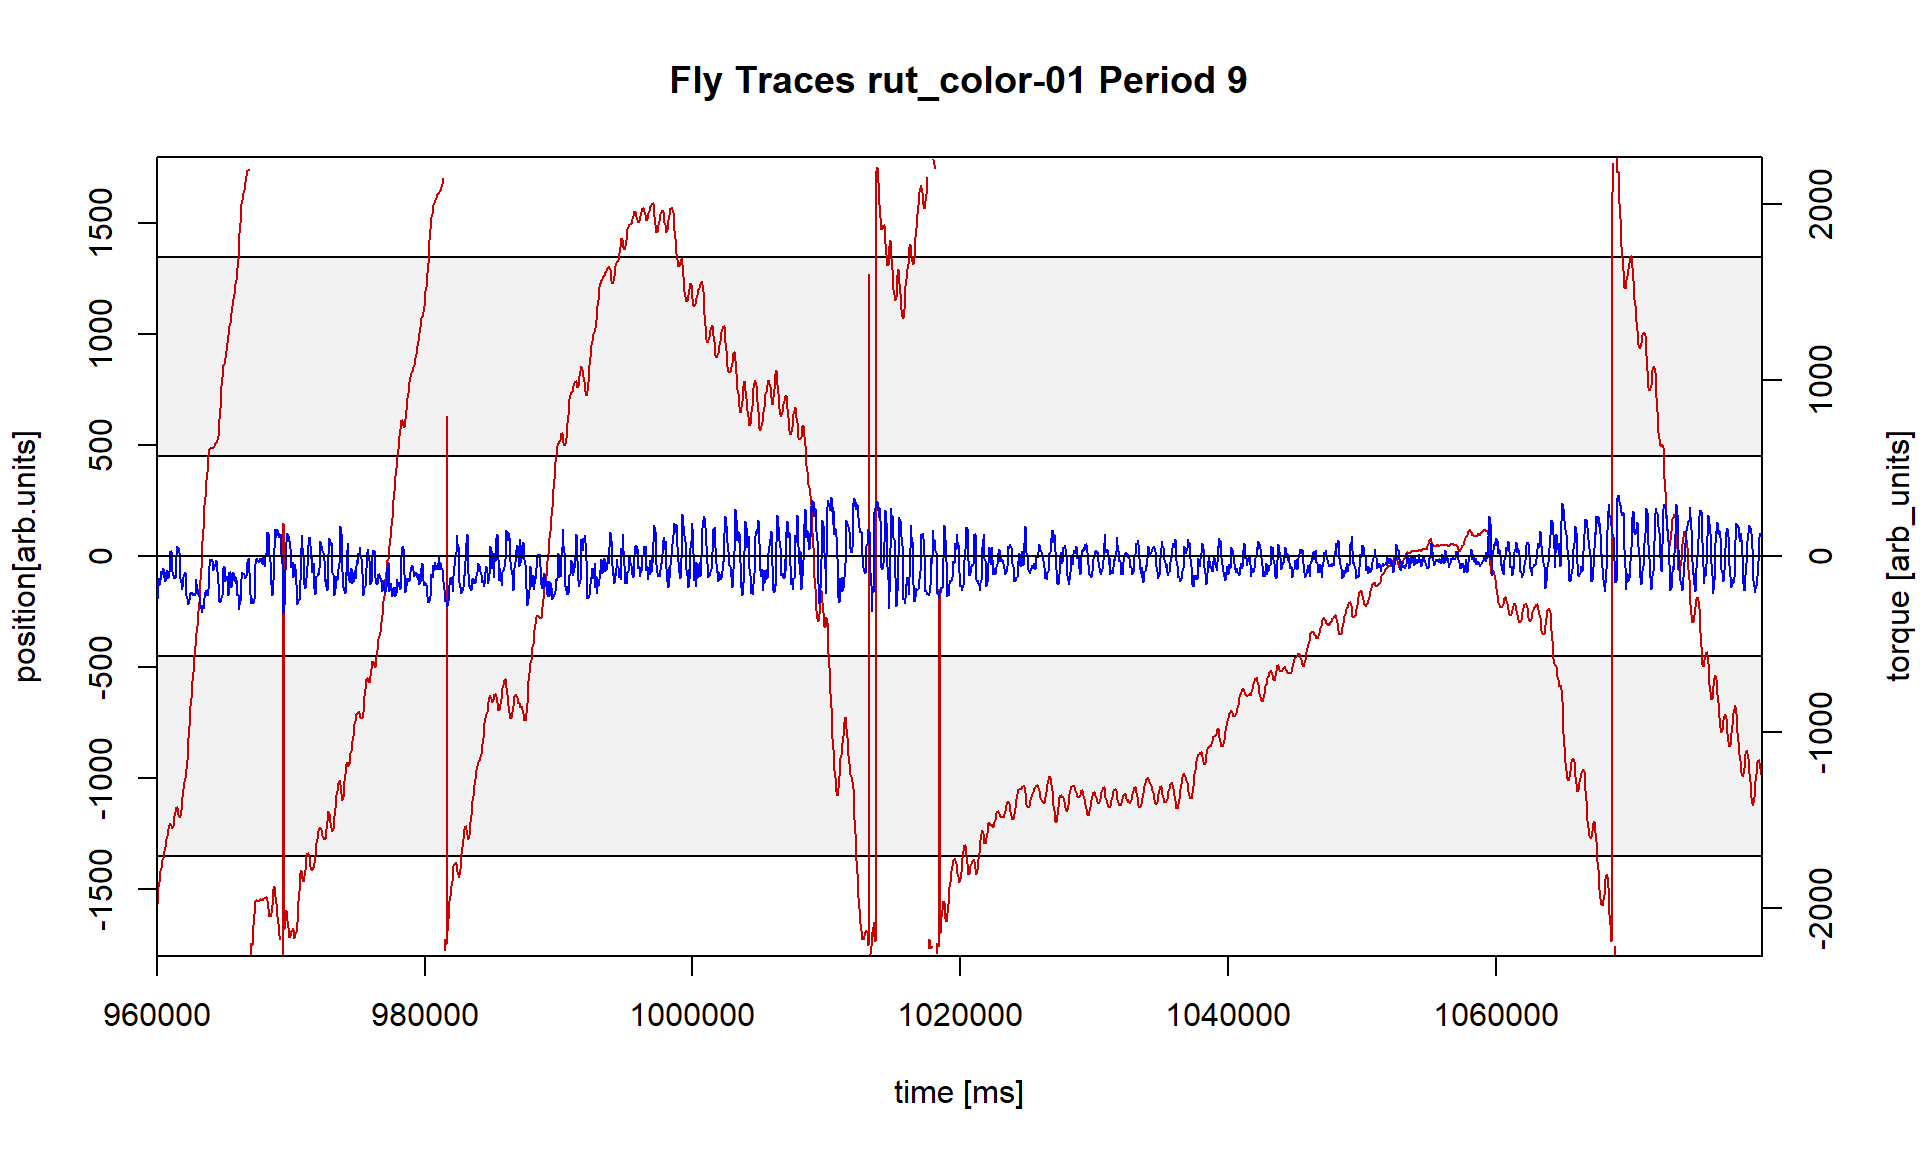 Fly Traces rut_color-01 Period 9
position[arb.units]
1500
1000
500
0
-500
-1000
-1500
2000
1000
0
-1000
-2000
torque [arb_units]
960000 980000 1000000 1020000 1040000 1060000
time [ms]